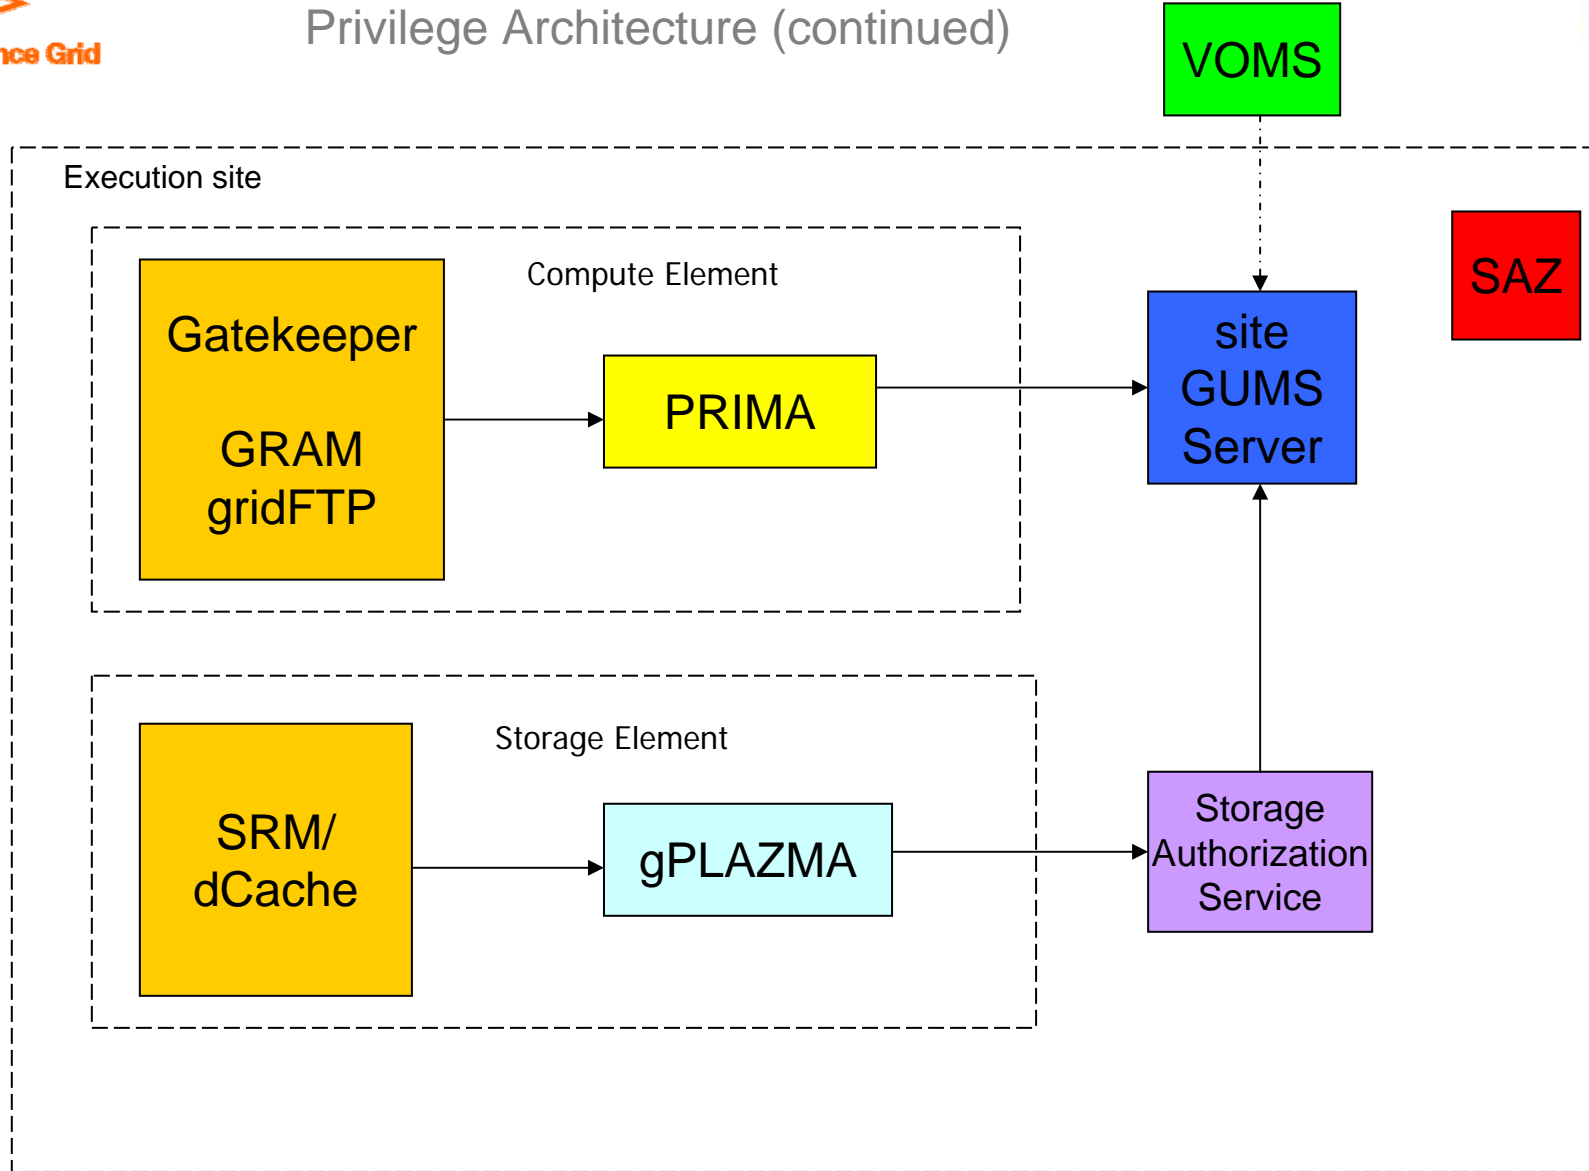 Privilege Architecture (continued)
nce Grid
VOMS
Execution site
Compute Element
Gatekeeper
GRAM
gridFTP
PRIMA
site
GUMS
Server
SAZ
Storage Element
SRM/
dCache
gPLAZMA
Storage
Authorization
Service